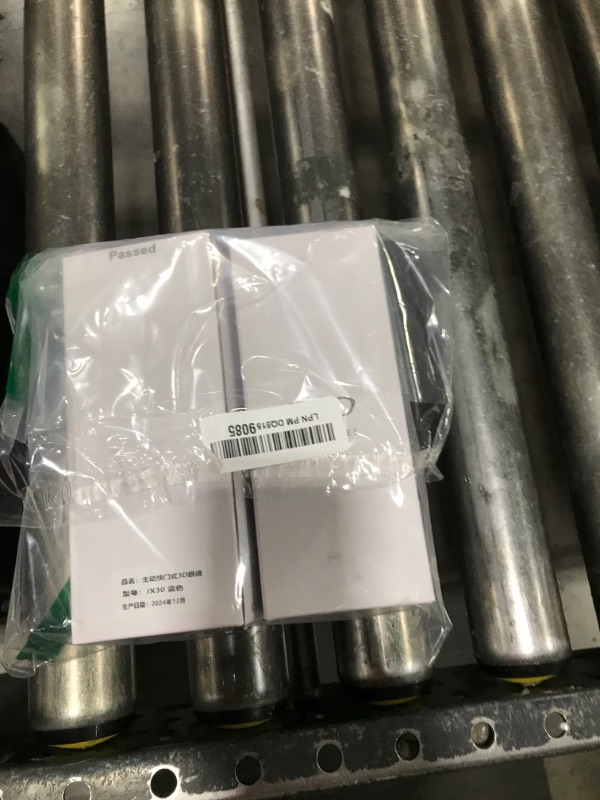 Passed
LPN PM DQ5159085
品名：主动快门式3D眼镜
型号：JX30 蓝色
生产日期：2024年12月